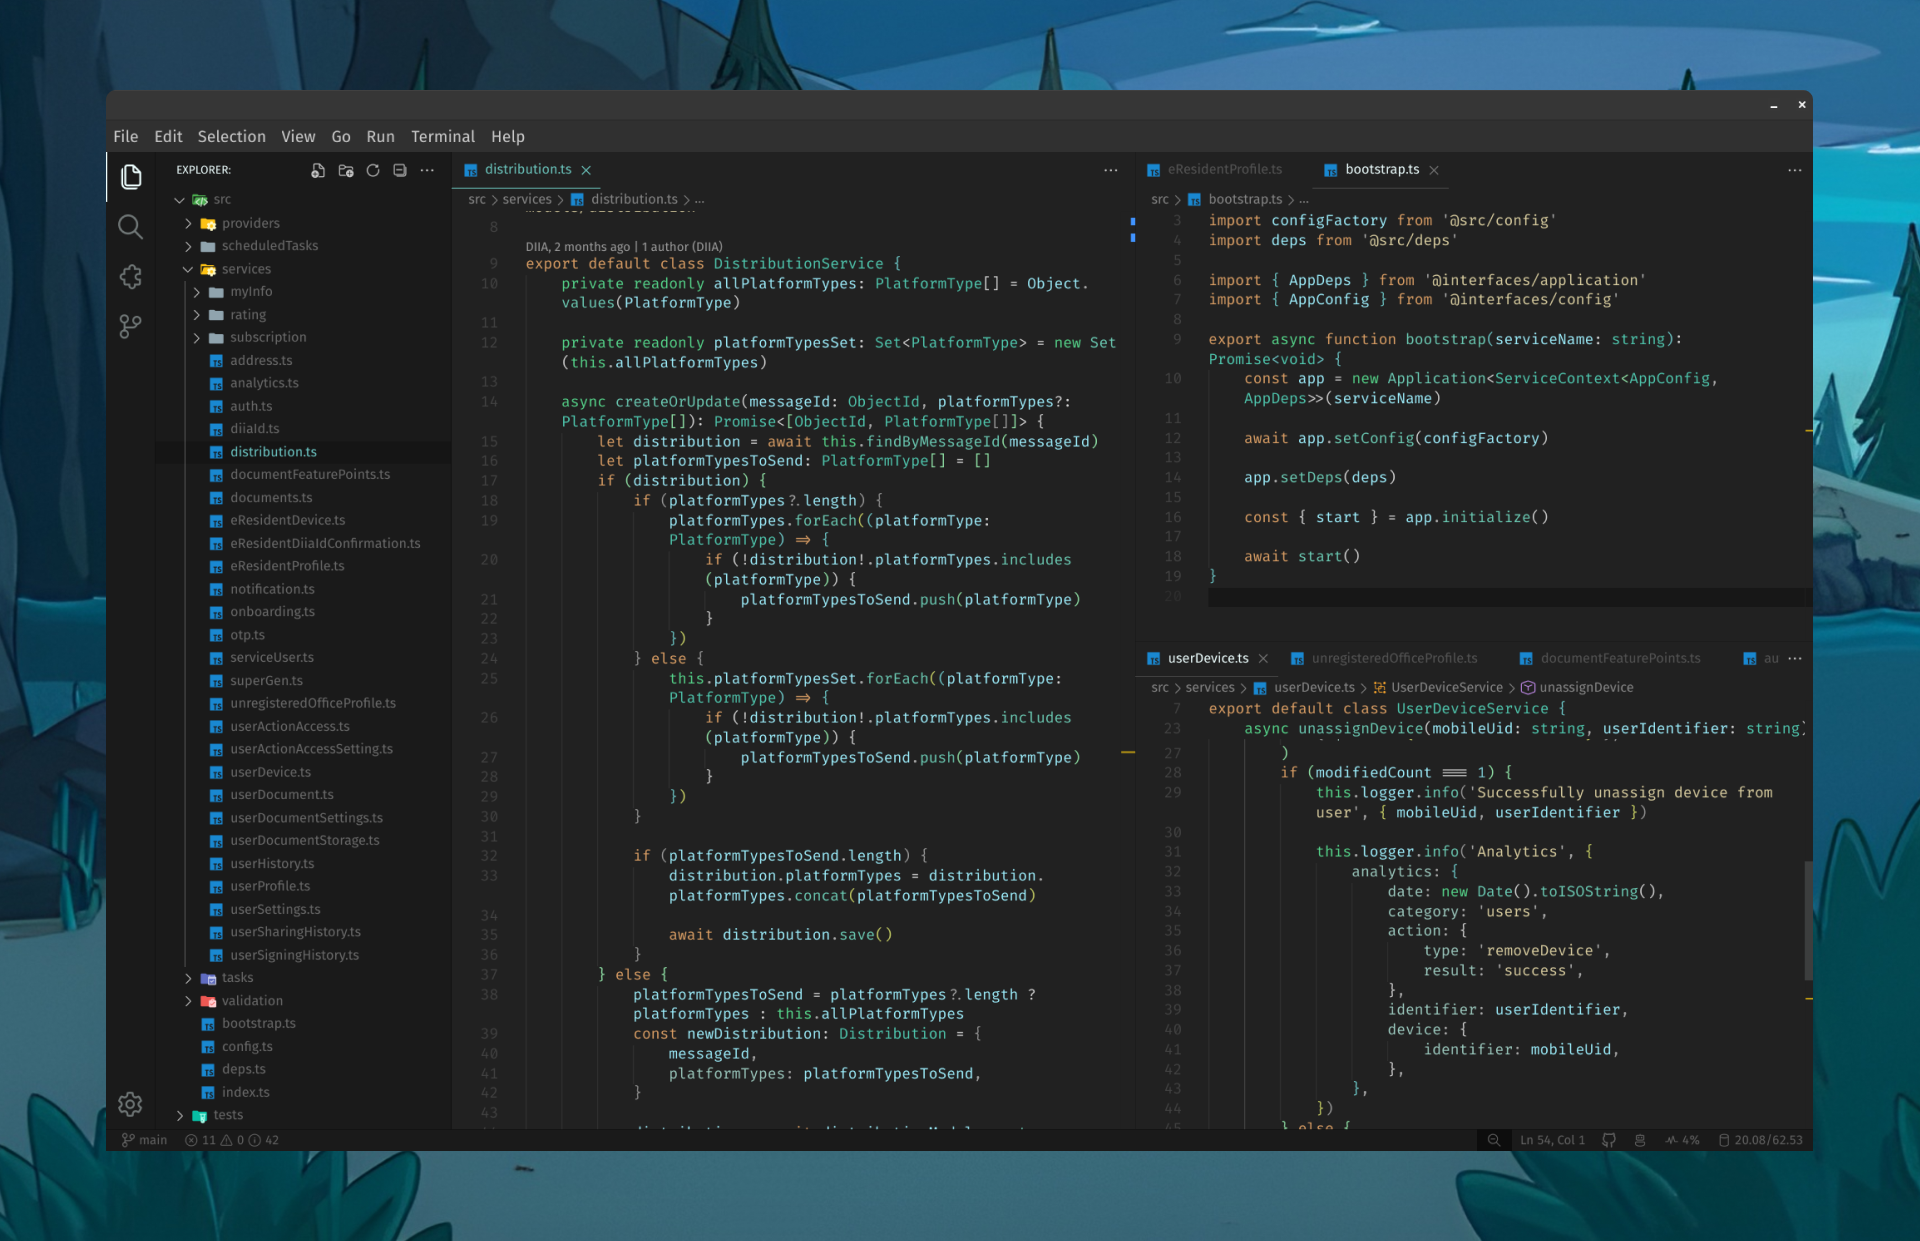 File Edit Selection View Go Run Terminal Help
EXPLORER:
src
providers
scheduledTasks
services
myInfo
rating
subscription
address.ts
analytics.ts
auth.ts
diiaId.ts
distribution.ts
documentFeaturePoints.ts
documents.ts
eResidentDevice.ts
eResidentDiiaIdConfirmation.ts
eResidentProfile.ts
notification.ts
onboarding.ts
otp.ts
serviceUser.ts
superGen.ts
unregisteredOfficeProfile.ts
userActionAccess.ts
userActionAccessSetting.ts
userDevice.ts
userDocument.ts
userDocumentSettings.ts
userDocumentStorage.ts
userHistory.ts
userProfile.ts
userSettings.ts
userSharingHistory.ts
userSigningHistory.ts
tasks
validation
bootstrap.ts
config.ts
deps.ts
index.ts
tests
distribution.ts
src > services > distribution.ts > ...
8
DIIA, 2 months ago | 1 author (DIIA)
9 export default class DistributionService {
10 private readonly allPlatformTypes: PlatformType[] = Object.
values(PlatformType)
11
12 private readonly platformTypesSet: Set<PlatformType> = new Set
(this.allPlatformTypes)
13
14 async createOrUpdate(messageId: ObjectId, platformTypes?:
PlatformType[]): Promise<[ObjectId, PlatformType[]]> {
15 let distribution = await this.findByMessageId(messageId)
16 let platformTypesToSend: PlatformType[] = []
17 if (distribution) {
18 if (platformTypes?.length) {
19 platformTypes.forEach((platformType:
PlatformType) => {
20 if (!distribution!.platformTypes.includes
(platformType)) {
21 platformTypesToSend.push(platformType)
22 }
23 })
24 } else {
25 this.platformTypesSet.forEach((platformType:
PlatformType) => {
26 if (!distribution!.platformTypes.includes
(platformType)) {
27 platformTypesToSend.push(platformType)
28 }
29 })
30 }
31
32 if (platformTypesToSend.length) {
33 distribution.platformTypes = distribution.
platformTypes.concat(platformTypesToSend)
34
35 await distribution.save()
36 }
37 } else {
38 platformTypesToSend = platformTypes?.length ?
platformTypes : this.allPlatformTypes
39 const newDistribution: Distribution = {
40 messageId,
41 platformTypes: platformTypesToSend,
42 }
43
eResidentProfile.ts bootstrap.ts
src > bootstrap.ts > ...
3 import configFactory from '@src/config'
4 import deps from '@src/deps'
5
6 import { AppDeps } from '@interfaces/application'
7 import { AppConfig } from '@interfaces/config'
8
9 export async function bootstrap(serviceName: string):
Promise<void> {
10 const app = new Application<ServiceContext<AppConfig,
AppDeps>>(serviceName)
11
12 await app.setConfig(configFactory)
13
14 app.setDeps(deps)
15
16 const { start } = app.initialize()
17
18 await start()
19 }
20
userDevice.ts unregisteredOfficeProfile.ts documentFeaturePoints.ts au
src > services > userDevice.ts > UserDeviceService > unassignDevice
7 export default class UserDeviceService {
23 async unassignDevice(mobileUid: string, userIdentifier: string)
27 )
28 if (modifiedCount === 1) {
29 this.logger.info('Successfully unassign device from
user', { mobileUid, userIdentifier })
30
31 this.logger.info('Analytics', {
32 analytics: {
33 date: new Date().toISOString(),
34 category: 'users',
35 action: {
36 type: 'removeDevice',
37 result: 'success',
38 },
39 identifier: userIdentifier,
40 device: {
41 identifier: mobileUid,
42 },
43 },
44 })
45 } else {
main 11 0 42
Ln 54, Col 1 4% 20.08/62.53